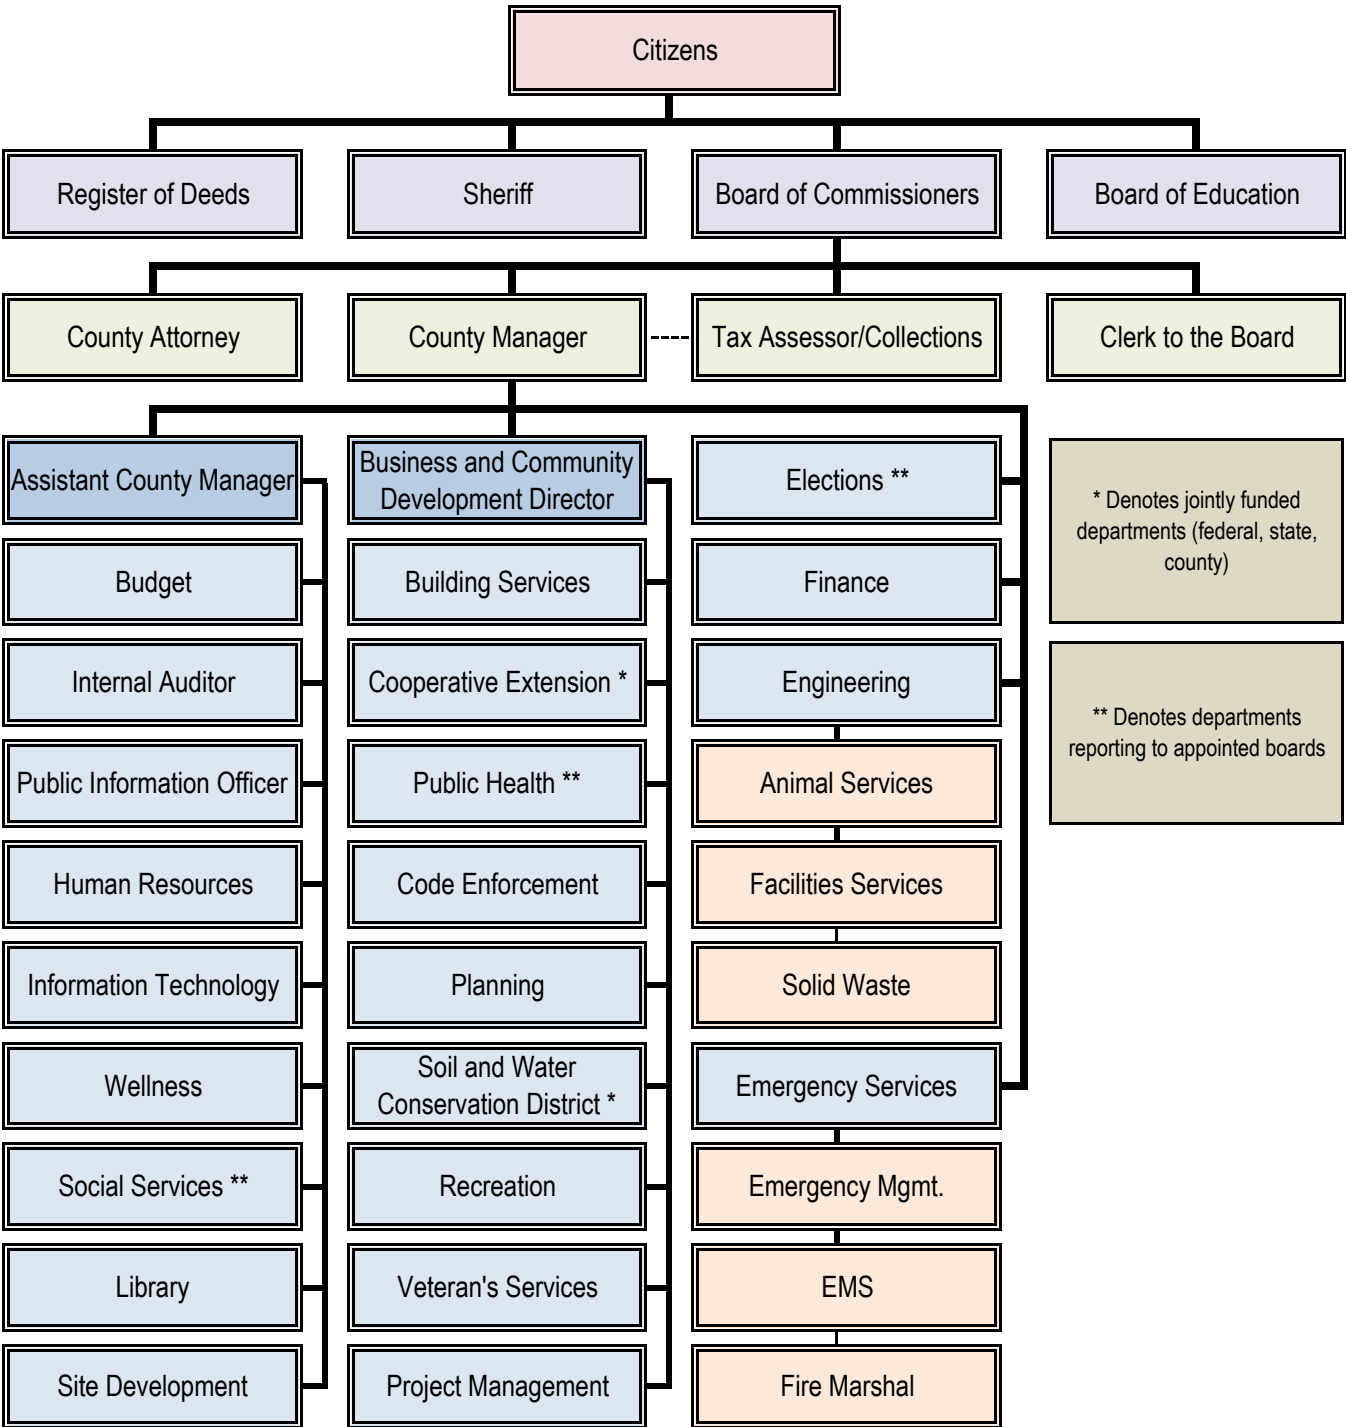 Citizens
Register of Deeds
Sheriff
Board of Commissioners
Board of Education
County Attorney
County Manager
Tax Assessor/Collections
Clerk to the Board
Assistant County Manager
Budget
Internal Auditor
Public Information Officer
Human Resources
Information Technology
Wellness
Social Services **
Library
Site Development
Business and Community
Development Director
Building Services
Cooperative Extension *
Public Health **
Code Enforcement
Planning
Soil and Water
Conservation District *
Recreation
Veteran's Services
Project Management
Elections **
Finance
Engineering
Animal Services
Facilities Services
Solid Waste
Emergency Services
Emergency Mgmt.
EMS
Fire Marshal
* Denotes jointly funded
departments (federal, state,
county)
** Denotes departments
reporting to appointed boards